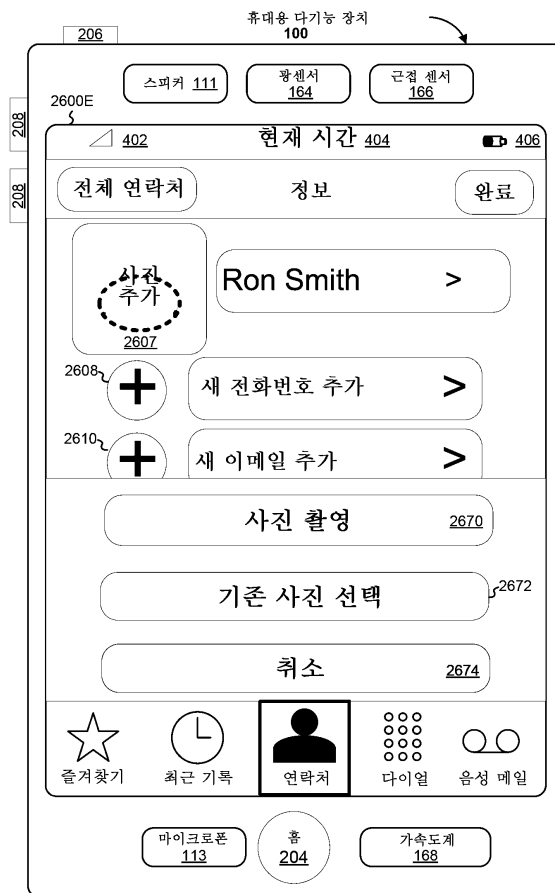 휴대용 다기능 장치
100
206
스피커 111
광센서
164
근접 센서
166
2600E
208
208
402
현재 시간 404
406
전체 연락처
정보
완료
사진
추가
2607
Ron Smith >
2608
+
새 전화번호 추가 >
2610
+
새 이메일 추가 >
사진 촬영 2670
기존 사진 선택
2672
취소 2674
즐겨찾기
최근 기록
연락처
다이얼
음성 메일
마이크로폰
113
홈
204
가속도계
168